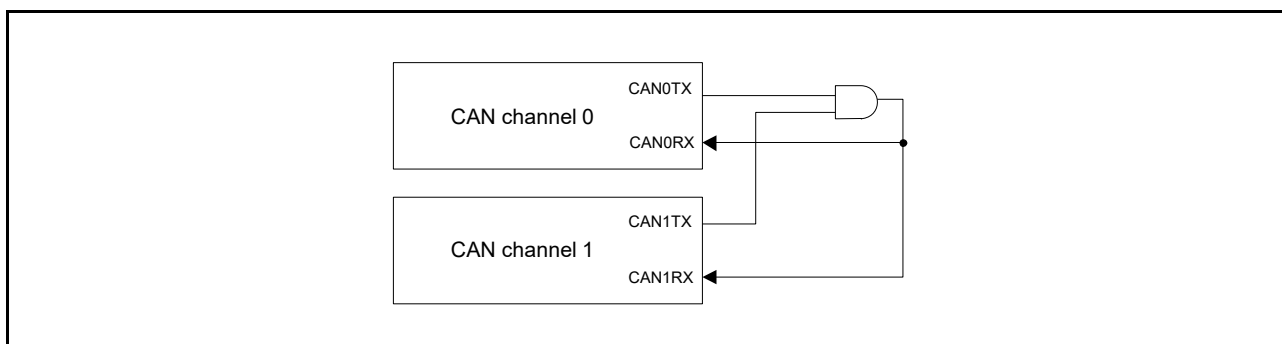 CAN0TX
CAN channel 0
CAN0RX
CAN1TX
CAN channel 1
CAN1RX